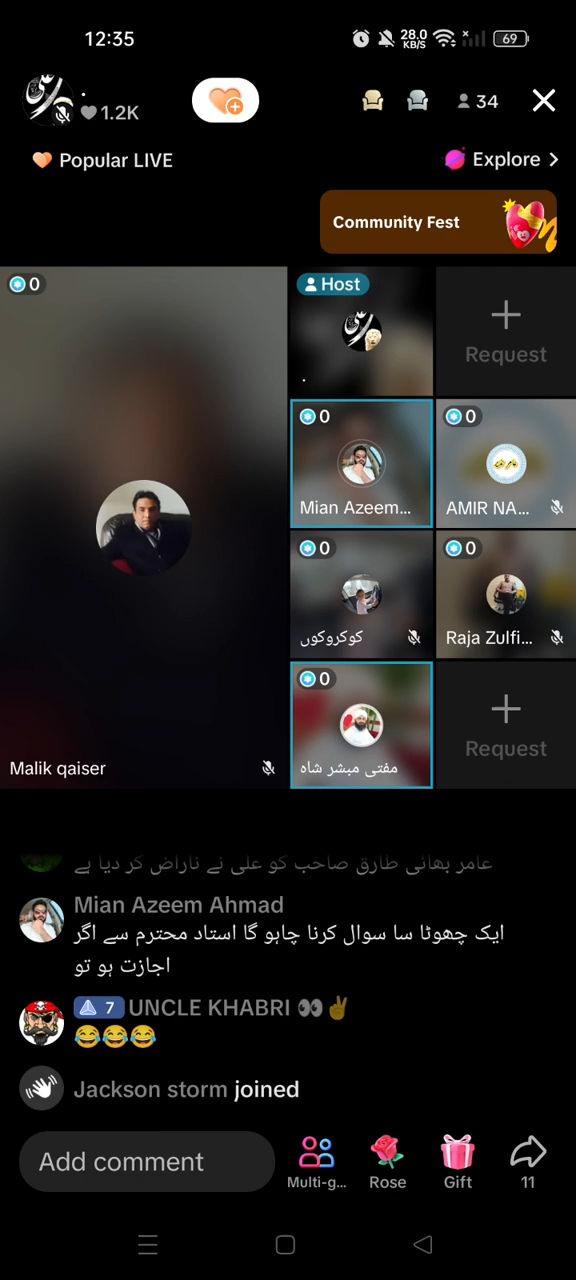 12:35
28.0
KB/S
69
.
1.2K
34
Popular LIVE
Explore >
Community Fest
0
Host
.
Request
0
Mian Azeem...
0
AMIR NA...
0
کوکروکوں
0
Raja Zulfi...
0
مفتی مبشر شاہ
Request
Malik qaiser
عامر بھائی طارق صاحب کو علی نے ناراض کر دیا ہے
Mian Azeem Ahmad
ایک چھوٹا سا سوال کرنا چاہو گا استاد محترم سے اگر
اجازت ہو تو
7 UNCLE KHABRI 👀✌
😂😂😂
Jackson storm joined
Add comment
Multi-g...
Rose
Gift
11